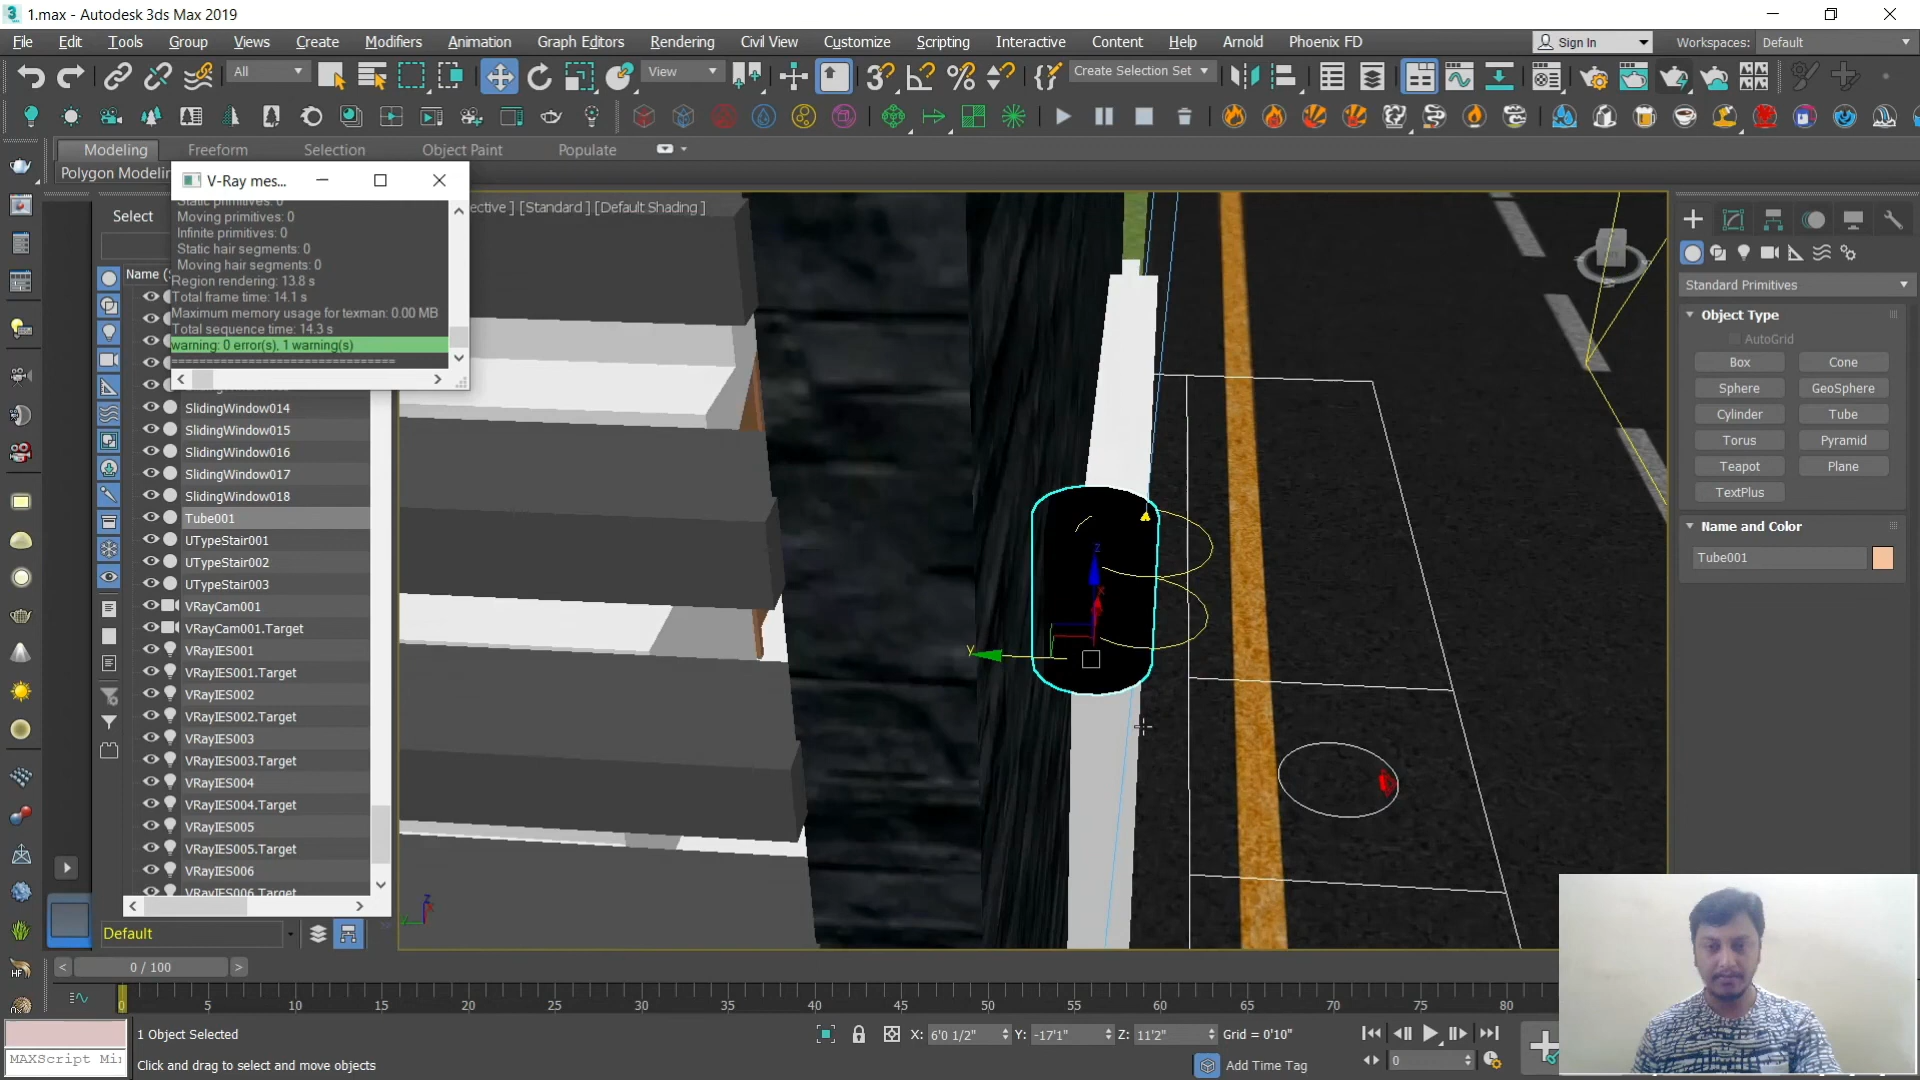 1.max - Autodesk 3ds Max 2019
File Edit Tools Group Views Create Modifiers Animation Graph Editors Rendering Civil View Customize Scripting Interactive Content Help Arnold Phoenix FD Sign In Workspaces: Default
All View Create Selection Set
Modeling Freeform Selection Object Paint Populate
Polygon Modelin
V-Ray mes...
Select
Static primitives: 0
Moving primitives: 0
Infinite primitives: 0
Static hair segments: 0
Moving hair segments: 0
Region rendering: 13.8 s
Total frame time: 14.1 s
Maximum memory usage for texman: 0.00 MB
Total sequence time: 14.3 s
warning: 0 error(s), 1 warning(s)
==============================
ective ] [Standard ] [Default Shading ]
Name (
SlidingWindow014
SlidingWindow015
SlidingWindow016
SlidingWindow017
SlidingWindow018
Tube001
UTypeStair001
UTypeStair002
UTypeStair003
VRayCam001
VRayCam001.Target
VRayIES001
VRayIES001.Target
VRayIES002
VRayIES002.Target
VRayIES003
VRayIES003.Target
VRayIES004
VRayIES004.Target
VRayIES005
VRayIES005.Target
VRayIES006
VRayIES006.Target
Default
z
x
y
Standard Primitives
Object Type
AutoGrid
Box Cone
Sphere GeoSphere
Cylinder Tube
Torus Pyramid
Teapot Plane
TextPlus
Name and Color
Tube001
0 / 100
0 5 10 15 20 25 30 35 40 45 50 55 60 65 70 75 80
1 Object Selected
X: 6'0 1/2" Y: -17'1" Z: 11'2" Grid = 0'10"
MAXScript Mi
Click and drag to select and move objects
Add Time Tag
0